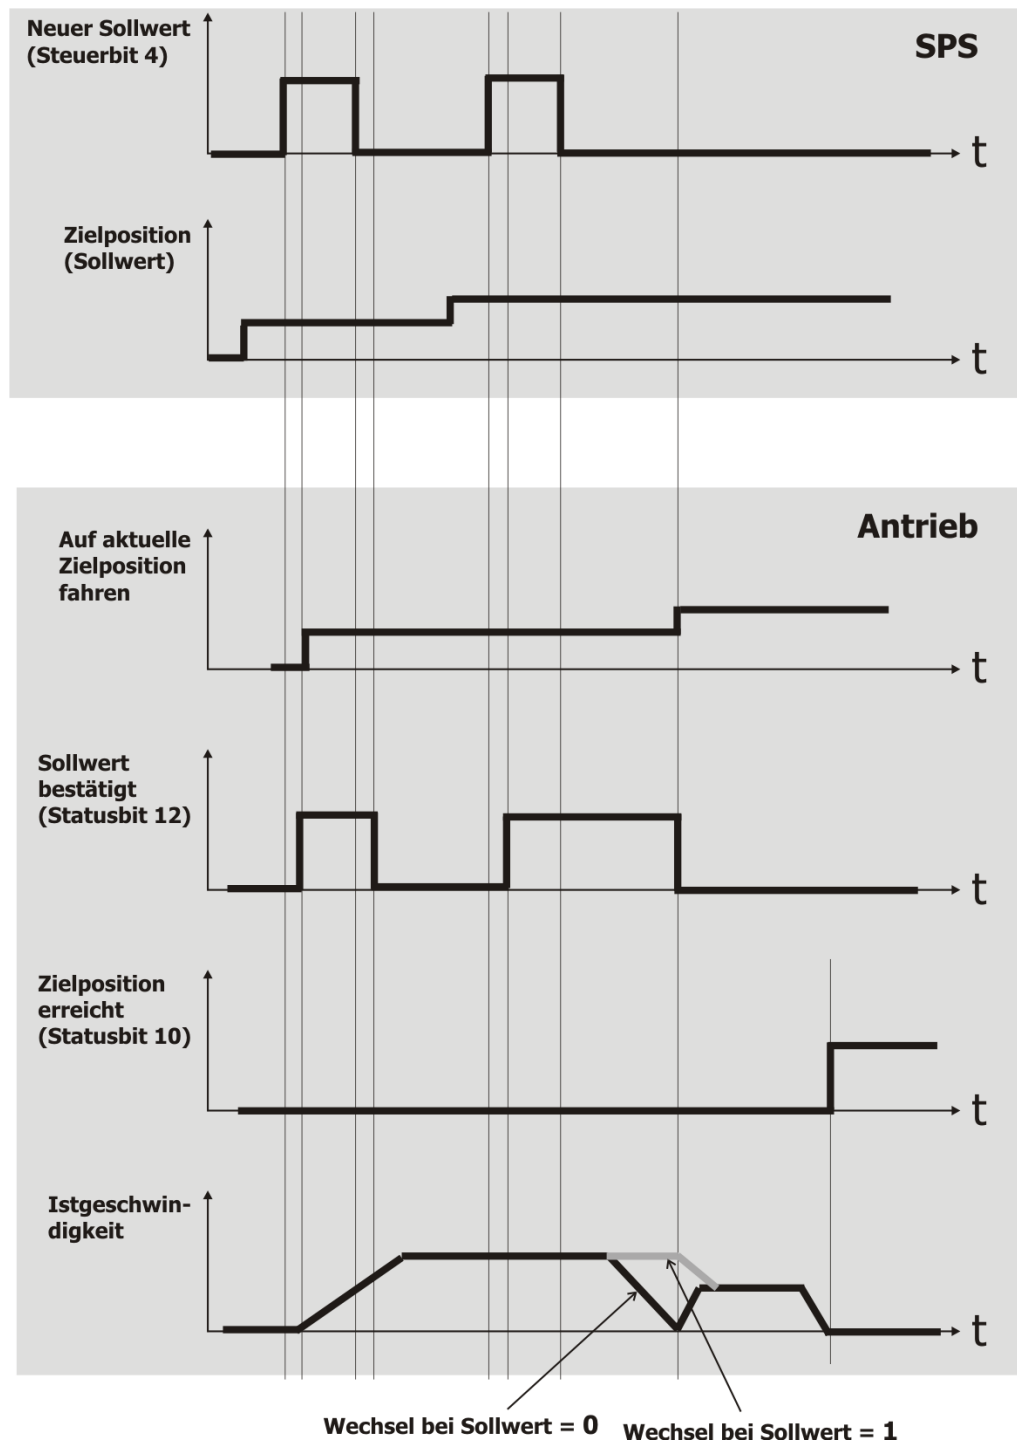 Neuer Sollwert
(Steuerbit 4)
SPS
t
Zielposition
(Sollwert)
t
Antrieb
Auf aktuelle
Zielposition
fahren
t
Sollwert
bestätigt
(Statusbit 12)
t
Zielposition
erreicht
(Statusbit 10)
t
Istgeschwin-
digkeit
t
Wechsel bei Sollwert = 0
Wechsel bei Sollwert = 1